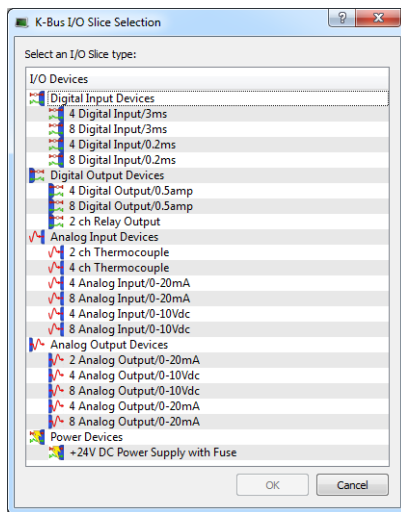 K-Bus I/O Slice Selection
Select an I/O Slice type:
I/O Devices
Digital Input Devices
4 Digital Input/3ms
8 Digital Input/3ms
4 Digital Input/0.2ms
8 Digital Input/0.2ms
Digital Output Devices
4 Digital Output/0.5amp
8 Digital Output/0.5amp
2 ch Relay Output
Analog Input Devices
2 ch Thermocouple
4 ch Thermocouple
4 Analog Input/0-20mA
8 Analog Input/0-20mA
4 Analog Input/0-10Vdc
8 Analog Input/0-10Vdc
Analog Output Devices
2 Analog Output/0-20mA
4 Analog Output/0-10Vdc
8 Analog Output/0-10Vdc
4 Analog Output/0-20mA
8 Analog Output/0-20mA
Power Devices
+24V DC Power Supply with Fuse
OK Cancel